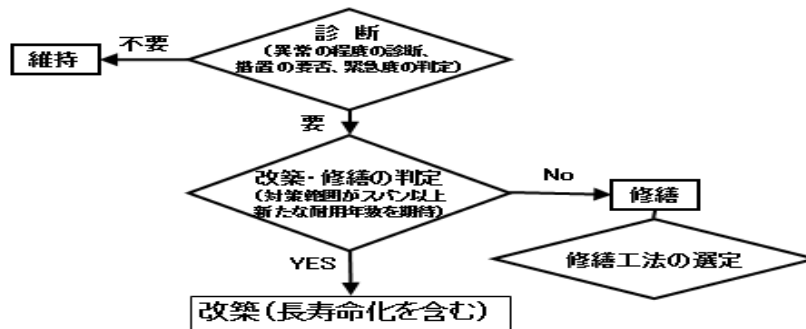 診 断
(異常の程度の診断、
措置の要否、緊急度の判定)
不要
維持
要
改築・修繕の判定
(対策範囲がスパン以上
新たな耐用年数を期待)
No
修繕
修繕工法の選定
YES
改築(長寿命化を含む)